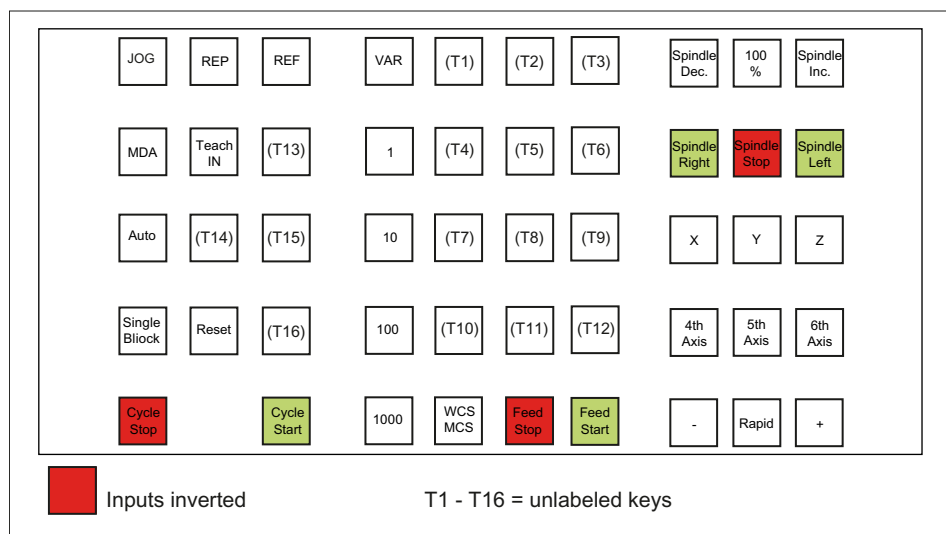 JOG REP REF VAR (T1) (T2) (T3) Spindle Dec. 100 % Spindle Inc.
MDA Teach IN (T13) 1 (T4) (T5) (T6) Spindle Right Spindle Stop Spindle Left
Auto (T14) (T15) 10 (T7) (T8) (T9) X Y Z
Single Bliock Reset (T16) 100 (T10) (T11) (T12) 4th Axis 5th Axis 6th Axis
Cycle Stop Cycle Start 1000 WCS MCS Feed Stop Feed Start - Rapid +
Inputs inverted T1 - T16 = unlabeled keys